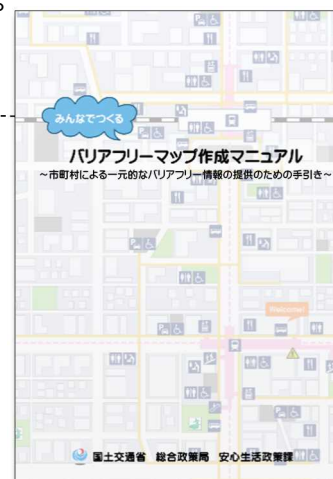 みんなでつくる
バリアフリーマップ作成マニュアル
～市町村による一元的なバリアフリー情報の提供のための手引き～
Welcome!
国土交通省 総合政策局 安心生活政策課